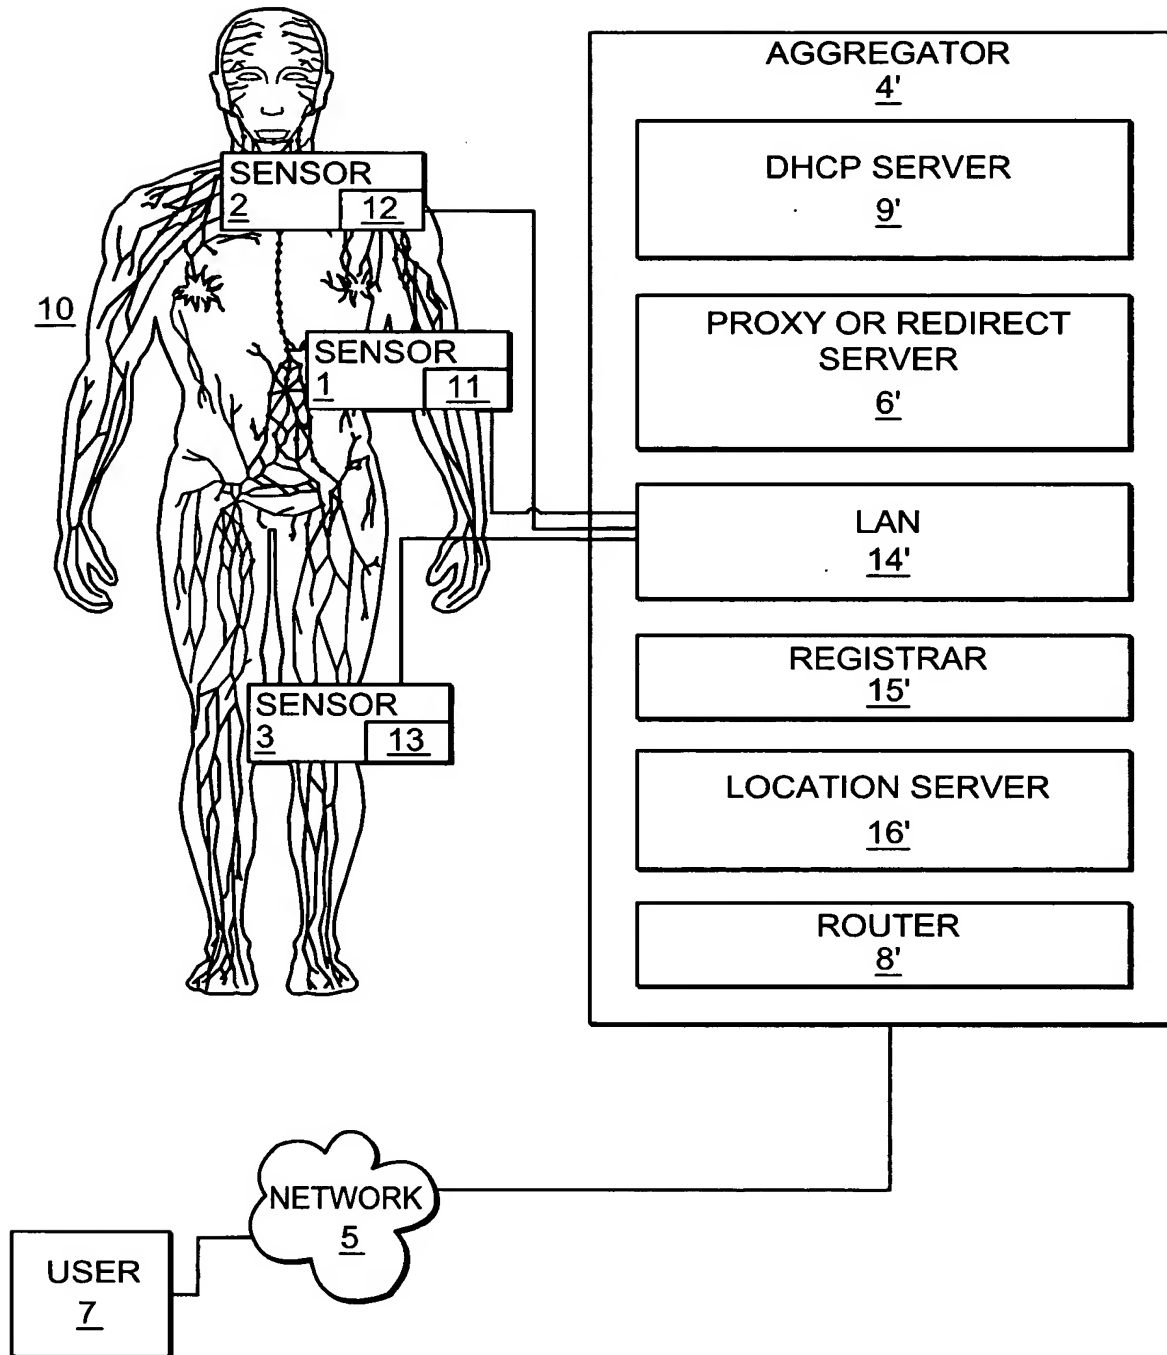 AGGREGATOR
4'
DHCP SERVER
9'
PROXY OR REDIRECT
SERVER
6'
LAN
14'
REGISTRAR
15'
LOCATION SERVER
16'
ROUTER
8'
SENSOR
2
12
10
SENSOR
1
11
SENSOR
3
13
NETWORK
5
USER
7